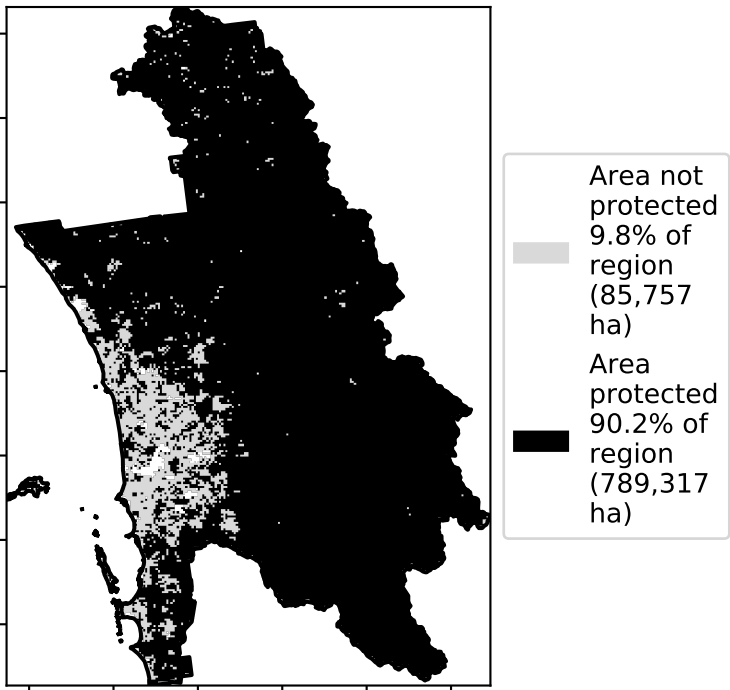 Area not
protected
9.8% of
region
(85,757
ha)
Area
protected
90.2% of
region
(789,317
ha)